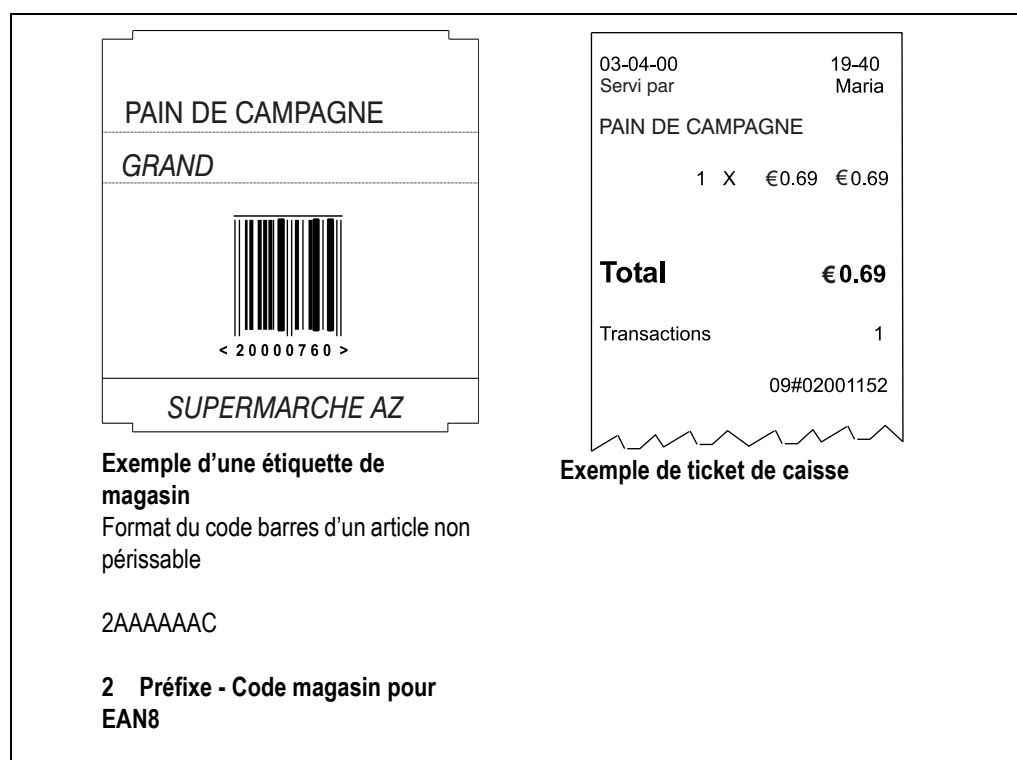 PAIN DE CAMPAGNE
GRAND
< 20000760 >
SUPERMARCHE AZ
Exemple d'une étiquette de
magasin
Format du code barres d'un article non
périssable
2AAAAAAC
2 Préfixe - Code magasin pour
EAN8
03-04-00 19-40
Servi par Maria
PAIN DE CAMPAGNE
1 X €0.69 €0.69
Total €0.69
Transactions 1
09#02001152
Exemple de ticket de caisse